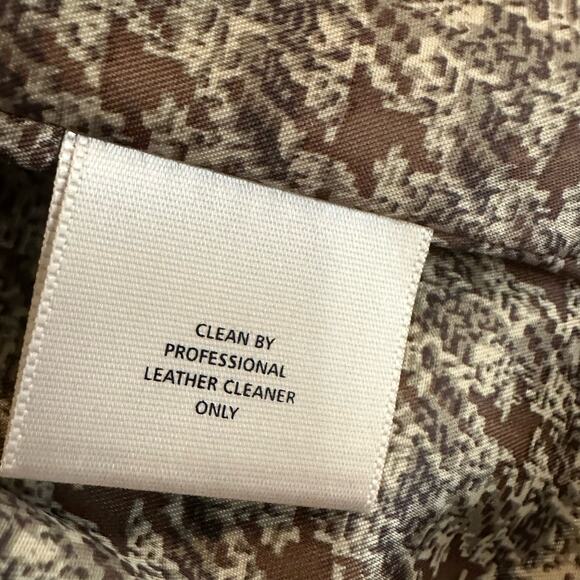 CLEAN BY
PROFESSIONAL
LEATHER CLEANER
ONLY